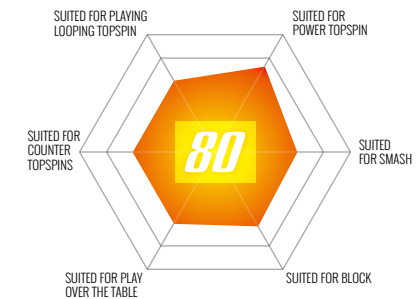 SUITED FOR PLAYING
LOOPING TOPSPIN
SUITED FOR
POWER TOPSPIN
SUITED FOR
COUNTER
TOPSPINS
80
SUITED
FOR SMASH
SUITED FOR PLAY
OVER THE TABLE
SUITED FOR BLOCK